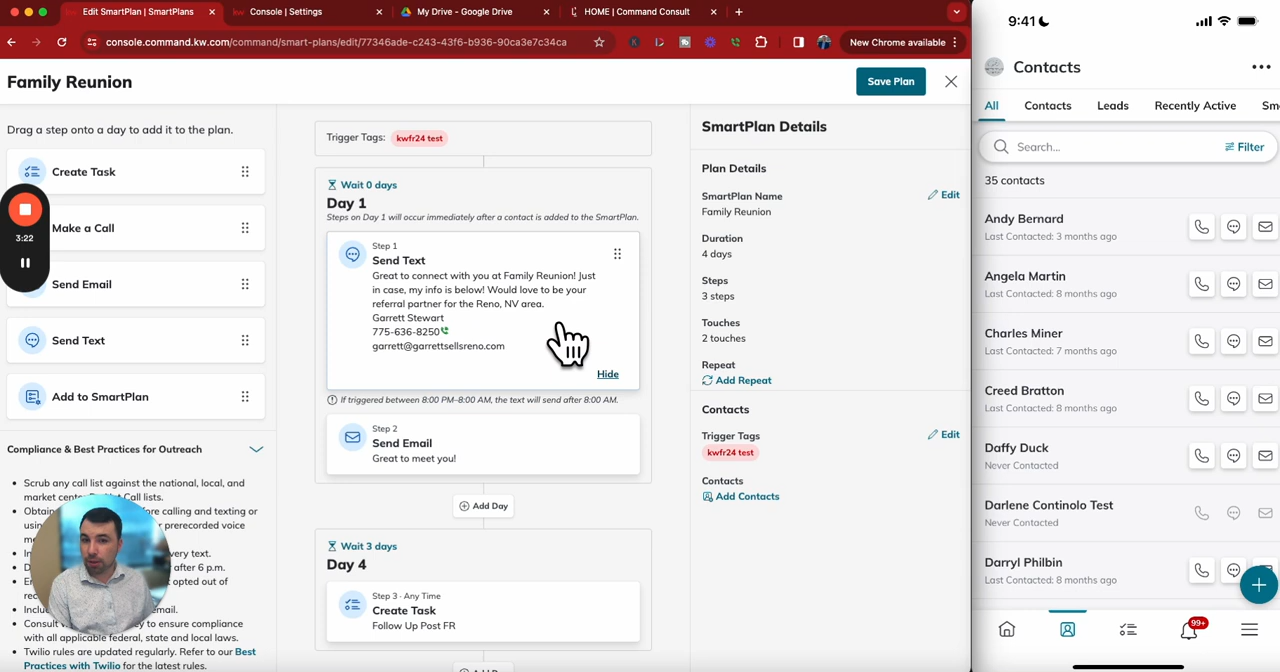 Edit SmartPlan | SmartPlans
Console | Settings
My Drive - Google Drive
HOME | Command Consult
console.command.kw.com/command/smart-plans/edit/77346ade-c243-43f6-b936-90ca3e7c34ca
New Chrome available
Family Reunion
Save Plan
Drag a step onto a day to add it to the plan.
Create Task
Make a Call
Send Email
Send Text
Add to SmartPlan
3:22
Compliance & Best Practices for Outreach
Scrub any call list against the national, local, and
market cente
Call lists.
Obtain
fore calling and texting or
usin
r prerecorded voice
me
very text.
after 6 p.m.
opted out of
Inclu
mail.
Consult
y to ensure compliance
with all applicable federal, state and local laws.
Twilio rules are updated regularly. Refer to our Best
Practices with Twilio for the latest rules.
Trigger Tags: kwfr24 test
Wait 0 days
Day 1
Steps on Day 1 will occur immediately after a contact is added to the SmartPlan.
Step 1
Send Text
Great to connect with you at Family Reunion! Just
in case, my info is below! Would love to be your
referral partner for the Reno, NV area.
Garrett Stewart
775-636-8250
garrett@garrettsellsreno.com
Hide
If triggered between 8:00 PM–8:00 AM, the text will send after 8:00 AM.
Step 2
Send Email
Great to meet you!
Add Day
Wait 3 days
Day 4
Step 3 · Any Time
Create Task
Follow Up Post FR
SmartPlan Details
Plan Details
SmartPlan Name
Edit
Family Reunion
Duration
4 days
Steps
3 steps
Touches
2 touches
Repeat
Add Repeat
Contacts
Trigger Tags
Edit
kwfr24 test
Contacts
Add Contacts
9:41
Contacts
All
Contacts
Leads
Recently Active
Sm
Search...
Filter
35 contacts
Andy Bernard
Last Contacted: 3 months ago
Angela Martin
Last Contacted: 8 months ago
Charles Miner
Last Contacted: 7 months ago
Creed Bratton
Last Contacted: 8 months ago
Daffy Duck
Never Contacted
Darlene Continolo Test
Never Contacted
Darryl Philbin
Last Contacted: 8 months ago
99+